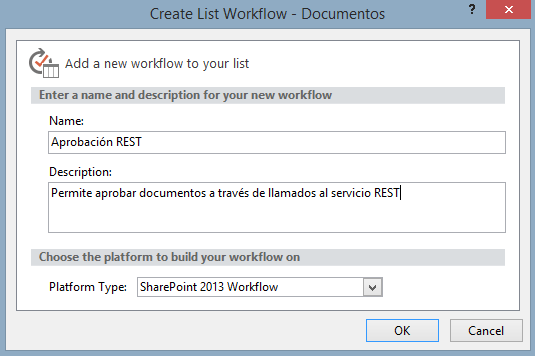 Create List Workflow - Documentos
?
Add a new workflow to your list
Enter a name and description for your new workflow
Name:
Aprobación REST
Description:
Permite aprobar documentos a través de llamados al servicio REST
Choose the platform to build your workflow on
Platform Type: SharePoint 2013 Workflow
OK Cancel